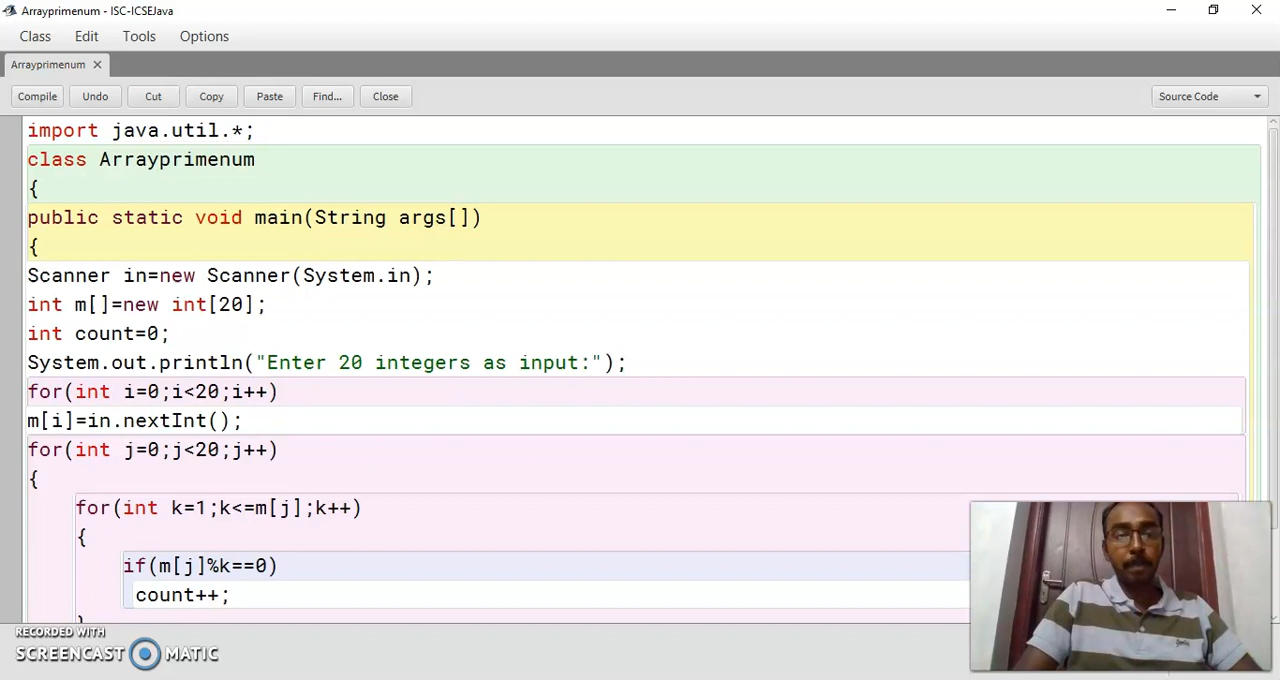 Arrayprimenum - ISC-ICSEJava
Class Edit Tools Options
Arrayprimenum
Compile Undo Cut Copy Paste Find... Close Source Code
import java.util.*;
class Arrayprimenum
{
public static void main(String args[])
{
Scanner in=new Scanner(System.in);
int m[]=new int[20];
int count=0;
System.out.println("Enter 20 integers as input:");
for(int i=0;i<20;i++)
m[i]=in.nextInt();
for(int j=0;j<20;j++)
{
for(int k=1;k<=m[j];k++)
{
if(m[j]%k==0)
count++;
}
RECORDED WITH
SCREENCAST MATIC